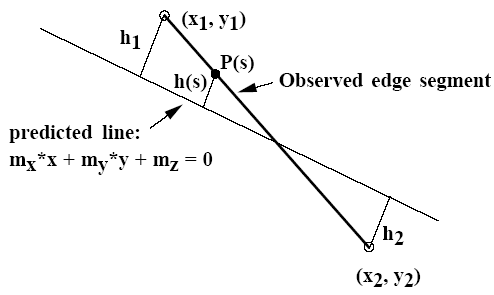 (x1, y1)
h1
P(s)
h(s)
Observed edge segment
predicted line:
mx*x + my*y + mz = 0
h2
(x2, y2)